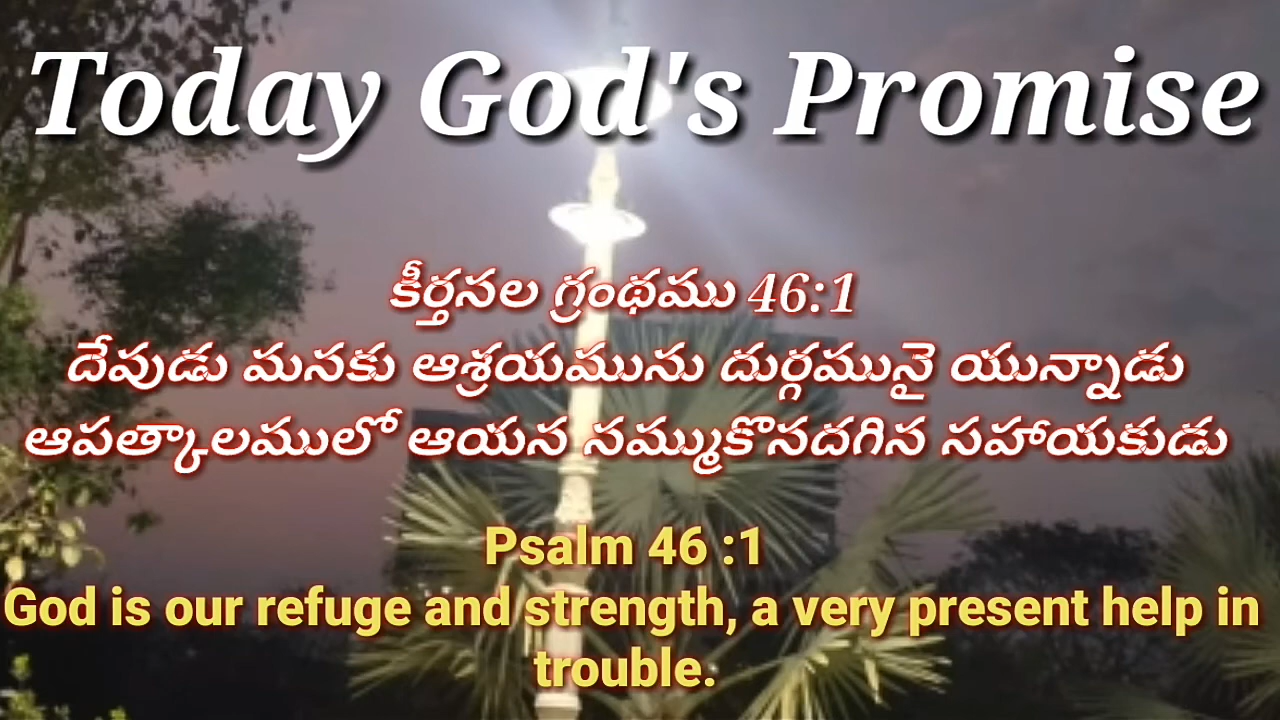 Today God's Promise
కీర్తనల గ్రంథము 46:1
దేవుడు మనకు ఆశ్రయమును దుర్గమునై యున్నాడు
ఆపత్కాలములో ఆయన నమ్ముకొనదగిన సహాయకుడు
Psalm 46 :1
God is our refuge and strength, a very present help in
trouble.